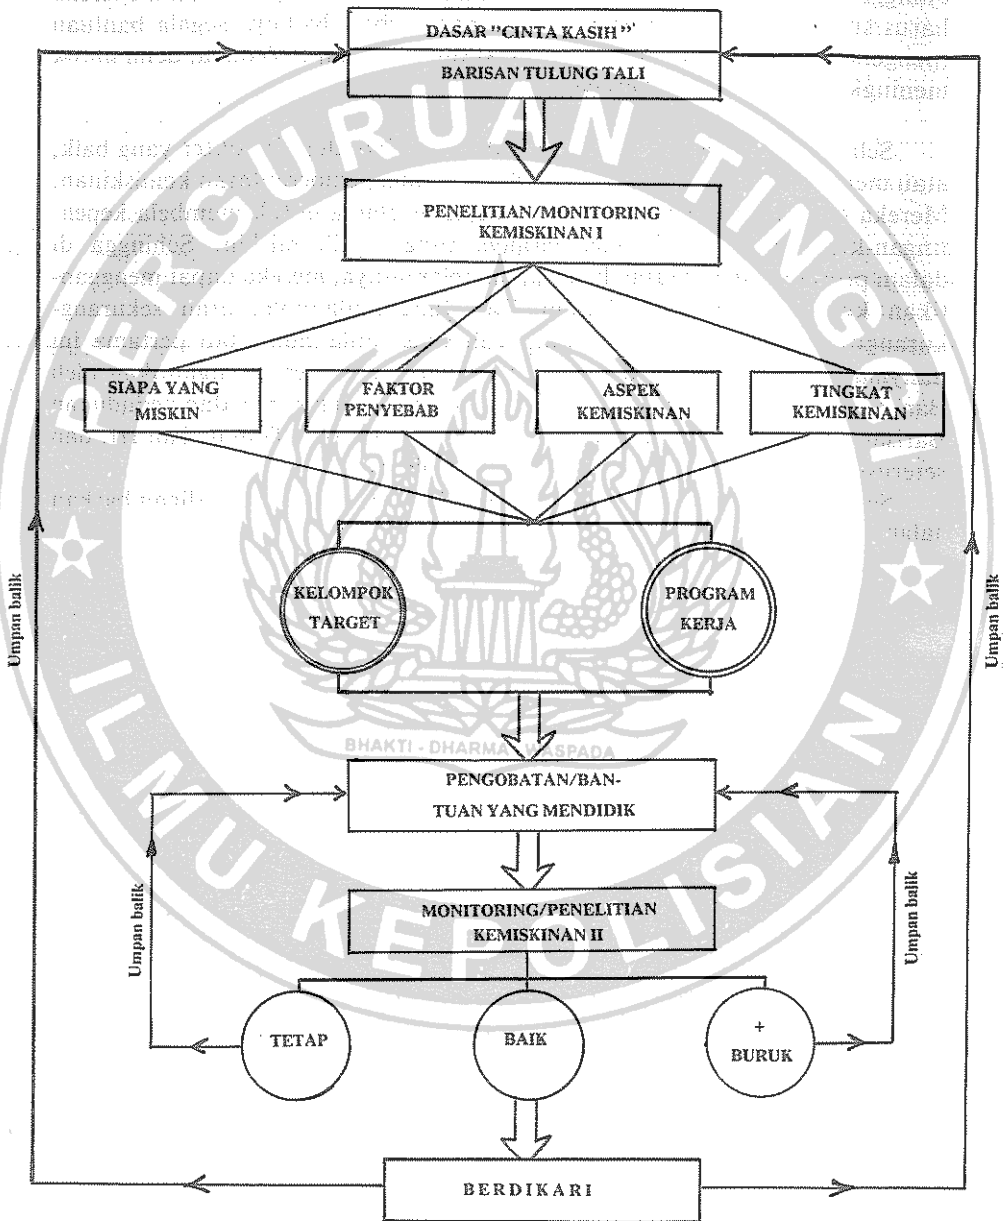 DASAR "CINTA KASIH"
BARISAN TULUNG TALI
PENELITIAN/MONITORING
KEMISKINAN I
SIAPA YANG
MISKIN
FAKTOR
PENYEBAB
ASPEK
KEMISKINAN
TINGKAT
KEMISKINAN
KELOMPOK
TARGET
PROGRAM
KERJA
PENGOBATAN/BAN-
TUAN YANG MENDIDIK
MONITORING/PENELITIAN
KEMISKINAN II
TETAP
BAIK
+
BURUK
BERDIKARI
Umpan balik
Umpan balik
Umpan balik
Umpan balik
PERGURUAN TINGGI
ILMU KEPOLISIAN
BHAKTI - DHARMA - WASPADA